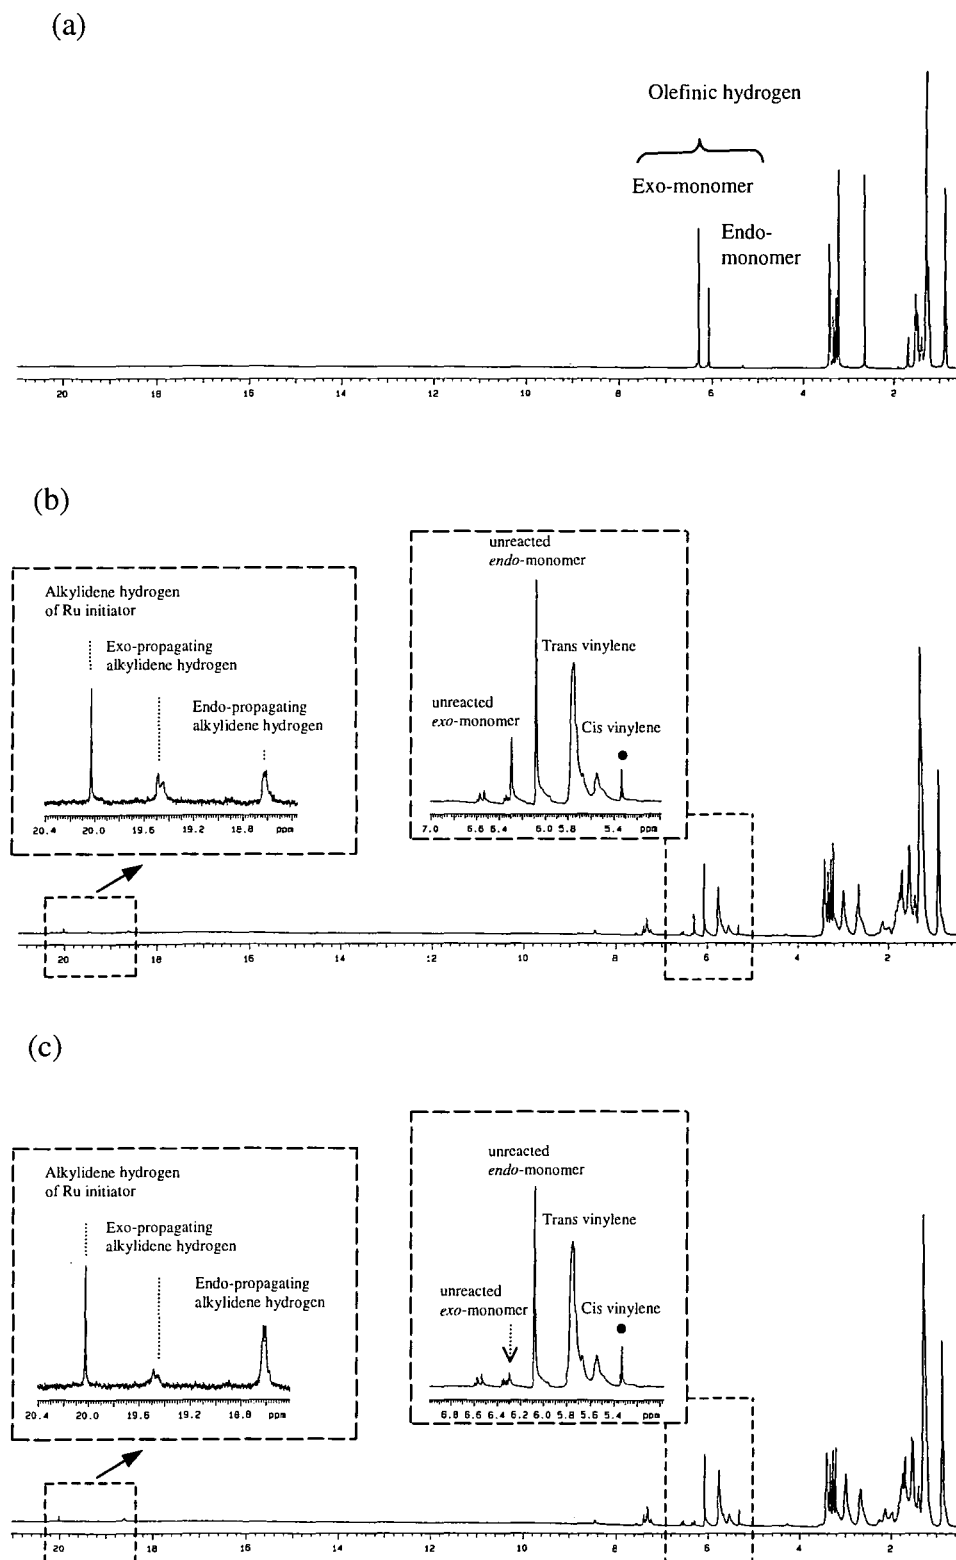 (a)
Olefinic hydrogen
Exo-monomer
Endo-
monomer
20 18 16 14 12 10 8 6 4 2 0
(b)
unreacted
endo-monomer
Alkylidene hydrogen
of Ru initiator
Exo-propagating
alkylidene hydrogen
Trans vinylene
Endo-propagating
alkylidene hydrogen
unreacted
exo-monomer
Cis vinylene
20.4 20.0 19.6 19.2 18.8 ppm
7.0 6.6 6.4 6.0 5.8 5.4 ppm
20 18 16 14 12 10 8 6 4 2
(c)
unreacted
endo-monomer
Alkylidene hydrogen
of Ru initiator
Exo-propagating
alkylidene hydrogen
Trans vinylene
Endo-propagating
alkylidene hydrogen
unreacted
exo-monomer
Cis vinylene
20.4 20.0 19.6 19.2 18.8 ppm
6.8 6.6 6.4 6.2 6.0 5.8 5.6 5.4 ppm
20 18 16 14 12 10 8 6 4 2